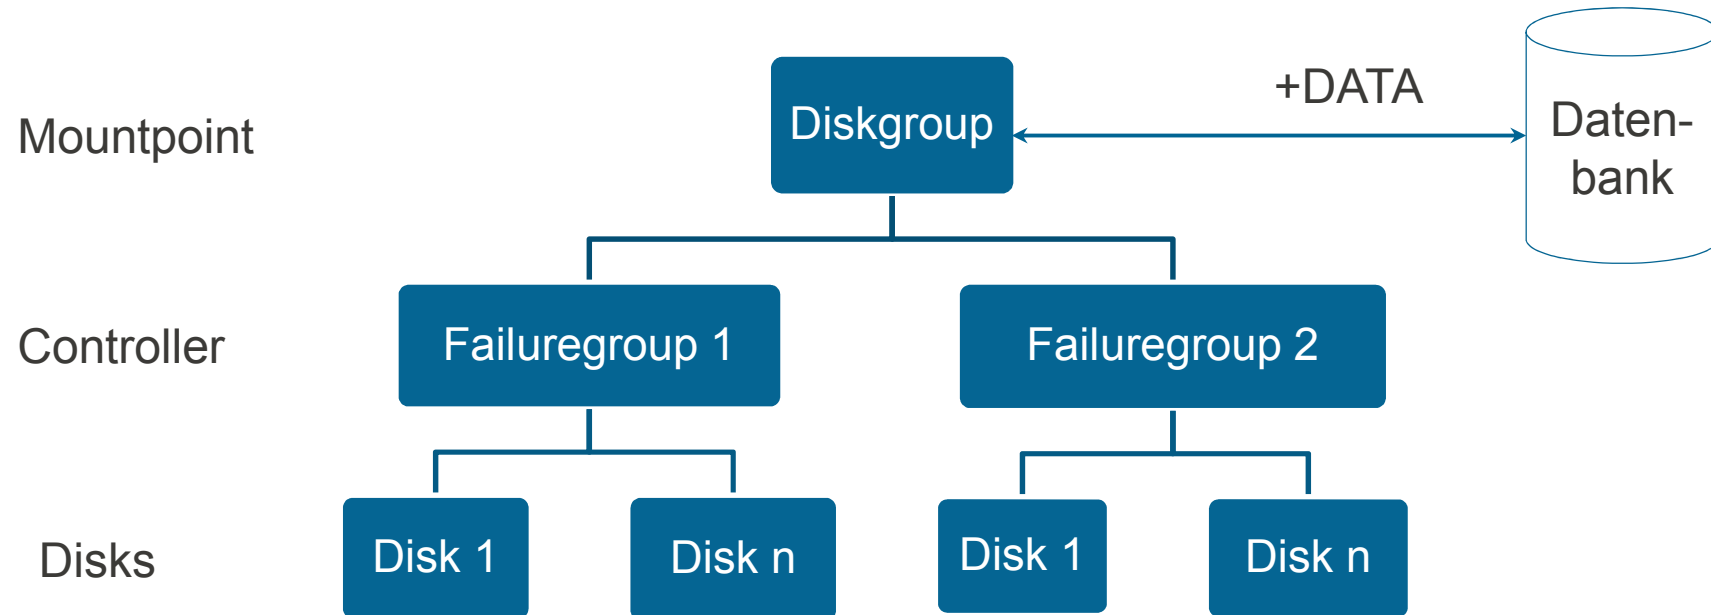 +DATA
Mountpoint
Diskgroup
Daten-
bank
Controller
Failuregroup 1
Failuregroup 2
Disks
Disk 1
Disk n
Disk 1
Disk n